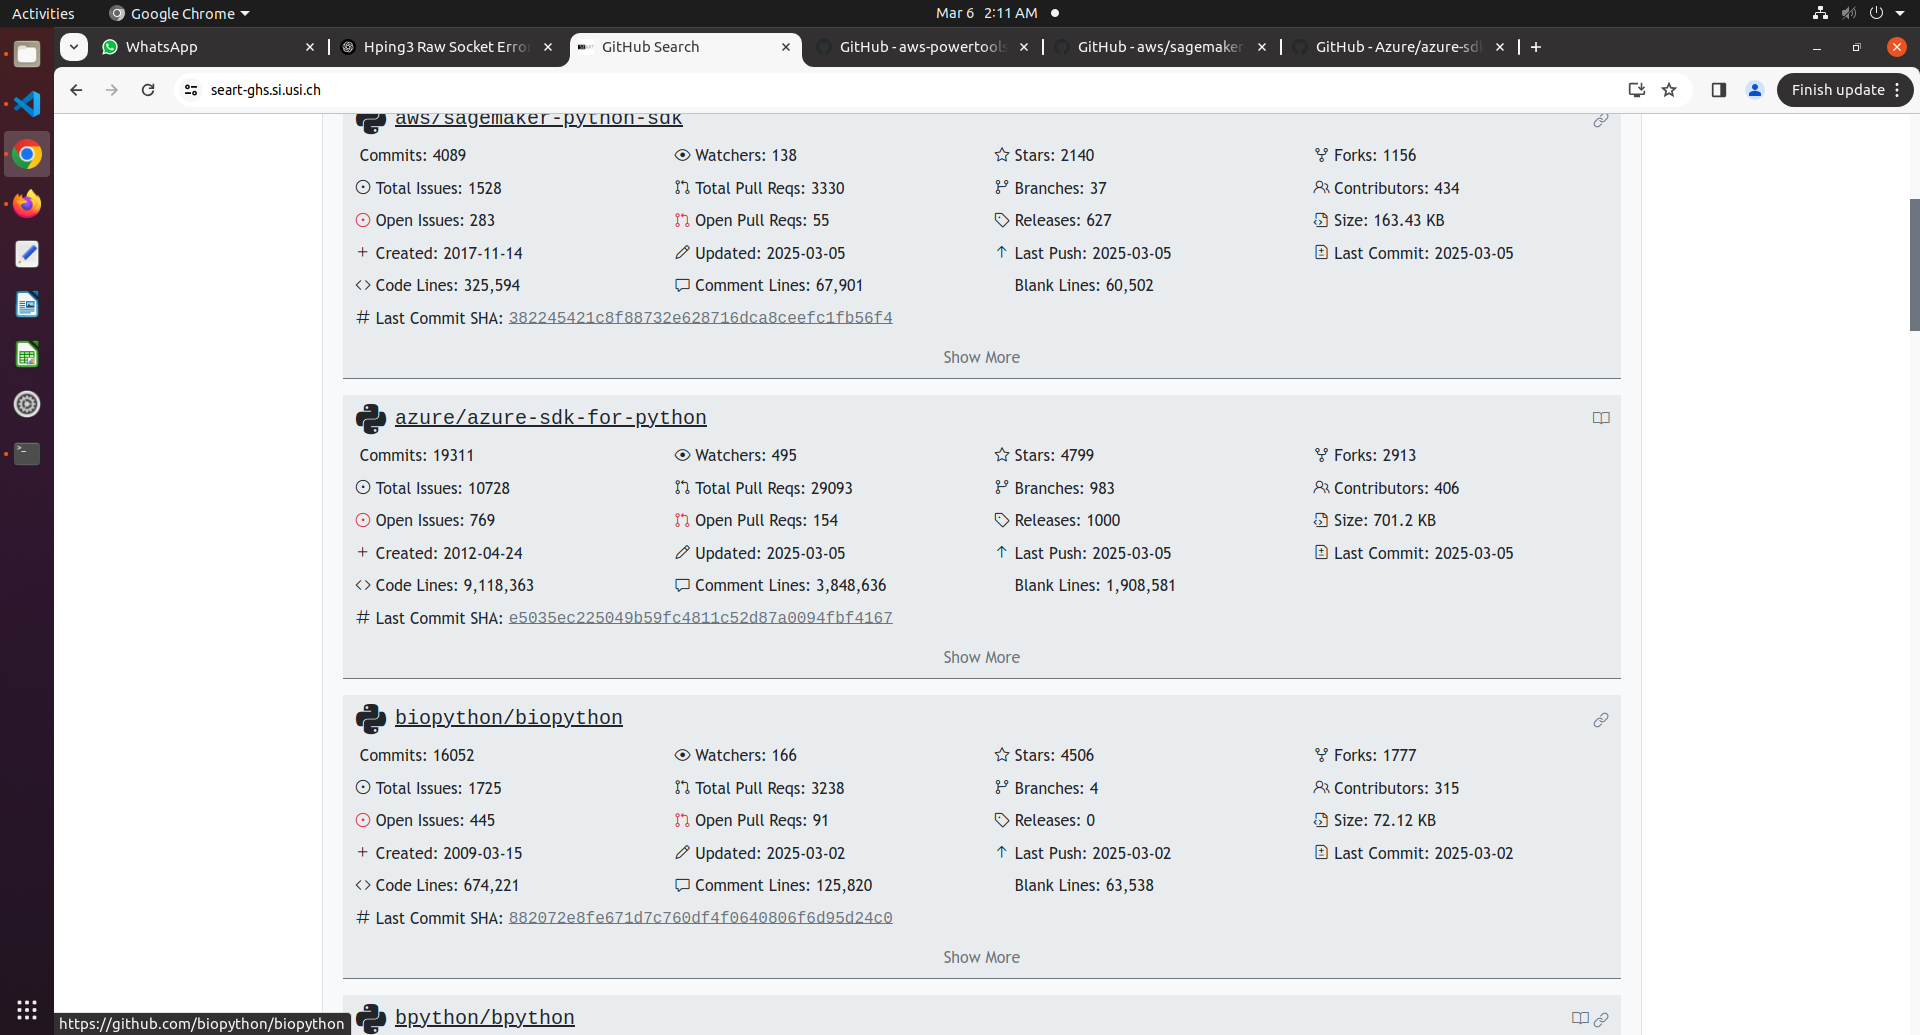 Activities
Google Chrome
Mar 6 2:11 AM
WhatsApp
Hping3 Raw Socket Erro
GitHub Search
GitHub - aws-powertools
GitHub - aws/sagemaker
GitHub - Azure/azure-sd
seart-ghs.si.usi.ch
Finish update
aws/sagemaker-python-sdk
Commits: 4089
Watchers: 138
Stars: 2140
Forks: 1156
Total Issues: 1528
Total Pull Reqs: 3330
Branches: 37
Contributors: 434
Open Issues: 283
Open Pull Reqs: 55
Releases: 627
Size: 163.43 KB
Created: 2017-11-14
Updated: 2025-03-05
Last Push: 2025-03-05
Last Commit: 2025-03-05
Code Lines: 325,594
Comment Lines: 67,901
Blank Lines: 60,502
Last Commit SHA: 382245421c8f88732e628716dca8ceefc1fb56f4
Show More
azure/azure-sdk-for-python
Commits: 19311
Watchers: 495
Stars: 4799
Forks: 2913
Total Issues: 10728
Total Pull Reqs: 29093
Branches: 983
Contributors: 406
Open Issues: 769
Open Pull Reqs: 154
Releases: 1000
Size: 701.2 KB
Created: 2012-04-24
Updated: 2025-03-05
Last Push: 2025-03-05
Last Commit: 2025-03-05
Code Lines: 9,118,363
Comment Lines: 3,848,636
Blank Lines: 1,908,581
Last Commit SHA: e5035ec225049b59fc4811c52d87a0094fbf4167
Show More
biopython/biopython
Commits: 16052
Watchers: 166
Stars: 4506
Forks: 1777
Total Issues: 1725
Total Pull Reqs: 3238
Branches: 4
Contributors: 315
Open Issues: 445
Open Pull Reqs: 91
Releases: 0
Size: 72.12 KB
Created: 2009-03-15
Updated: 2025-03-02
Last Push: 2025-03-02
Last Commit: 2025-03-02
Code Lines: 674,221
Comment Lines: 125,820
Blank Lines: 63,538
Last Commit SHA: 882072e8fe671d7c760df4f0640806f6d95d24c0
Show More
bpython/bpython
https://github.com/biopython/biopython